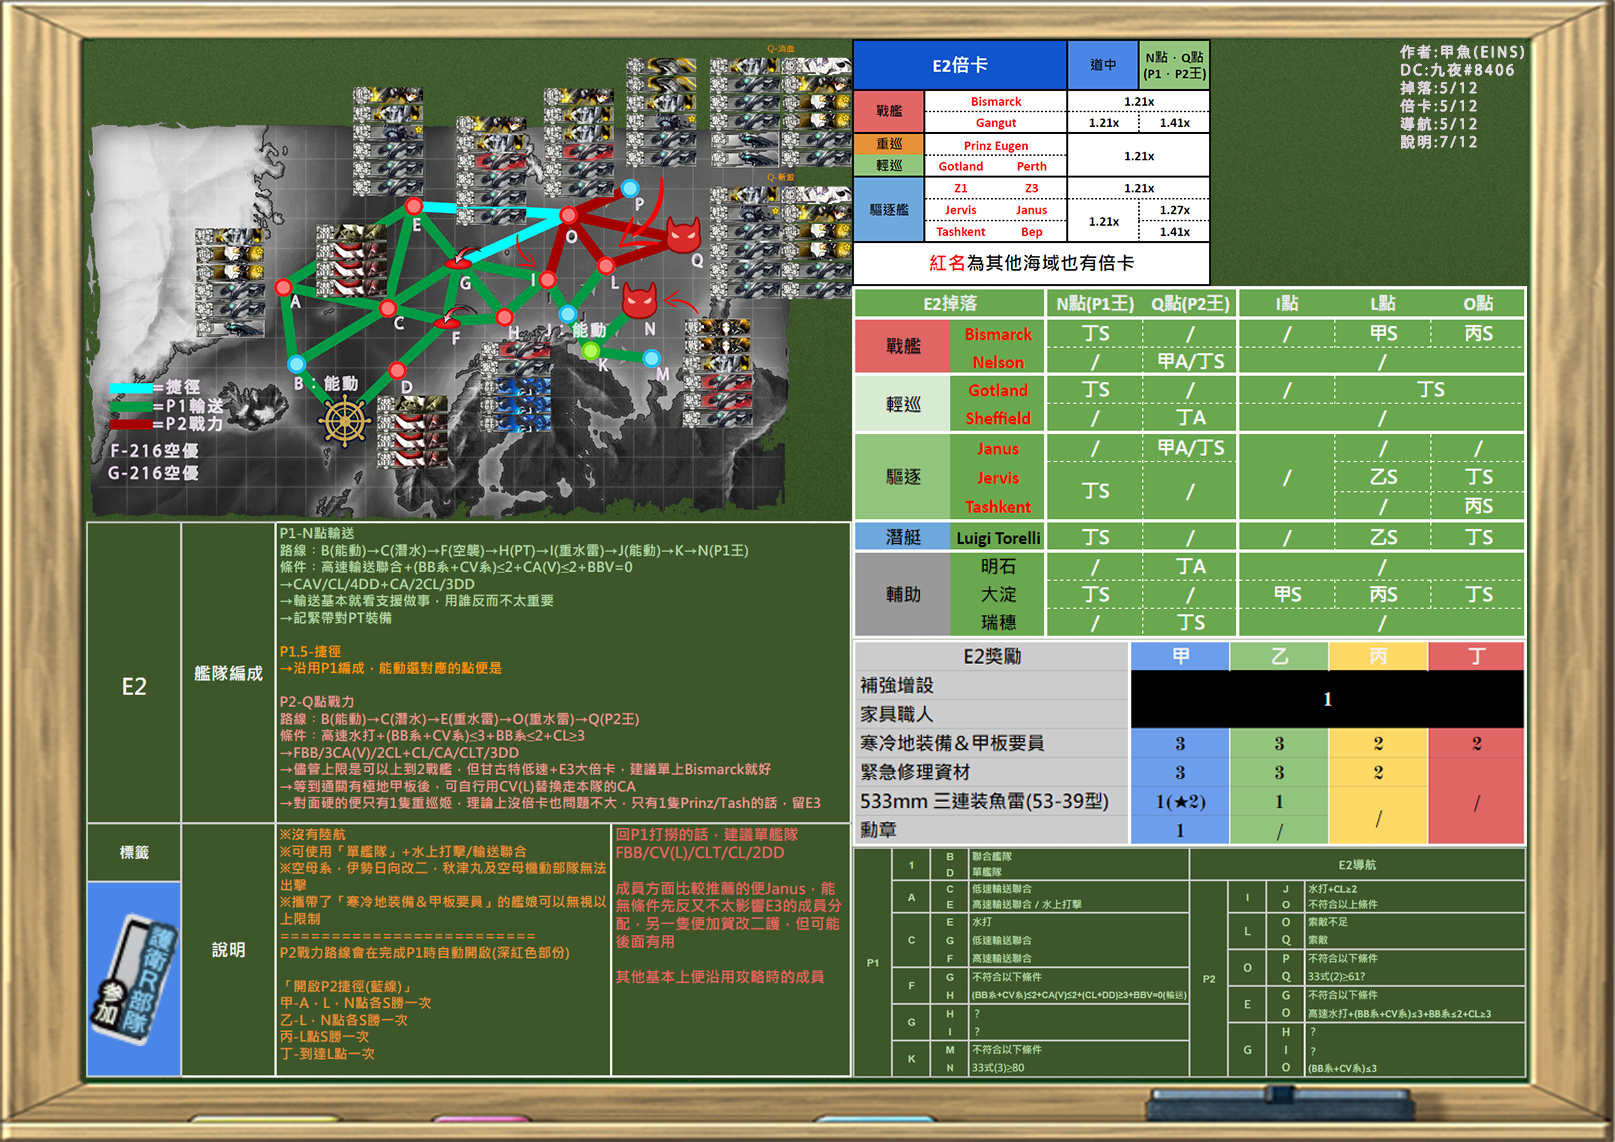 作者:甲魚(EINS)
DC:九夜#8406
掉落:5/12
倍卡:5/12
導航:5/12
說明:7/12
Q-消血
Q-斬殺
A
B：能動
C
D
E
F
G
H
I
J：能動
K
L
M
N
O
P
Q
=捷徑
=P1輸送
=P2戰力
F-216空優
G-216空優
E2倍卡 道中 N點．Q點
(P1．P2王)
戰艦 Bismarck 1.21x
Gangut 1.21x 1.41x
重巡 Prinz Eugen 1.21x
輕巡 Gotland Perth
驅逐艦 Z1 Z3 1.21x
Jervis Janus 1.21x 1.27x
Tashkent Bep 1.41x
紅名為其他海域也有倍卡
E2掉落 N點(P1王) Q點(P2王) I點 L點 O點
戰艦 Bismarck 丁S / / 甲S 丙S
Nelson / 甲A/丁S /
輕巡 Gotland 丁S / / 丁S
Sheffield / 丁A /
驅逐 Janus / 甲A/丁S / / /
Jervis 丁S / 乙S 丁S
Tashkent / 丙S
潛艇 Luigi Torelli 丁S / / 乙S 丁S
輔助 明石 / 丁A /
大淀 丁S / 甲S 丙S 丁S
瑞穗 / 丁S /
E2獎勵 甲 乙 丙 丁
補強增設 1
家具職人
寒冷地装備＆甲板要員 3 3 2 2
緊急修理資材 3 3 2 /
533mm 三連装魚雷(53-39型) 1(★2) 1 /
勳章 1 /
E2
艦隊編成
P1-N點輸送
路線：B(能動)→C(潛水)→F(空襲)→H(PT)→I(重水雷)→J(能動)→K→N(P1王)
條件：高速輸送聯合+(BB系+CV系)≤2+CA(V)≤2+BBV=0
→CAV/CL/4DD+CA/2CL/3DD
→輸送基本就看支援做事，用誰反而不太重要
→記緊帶對PT裝備
P1.5-捷徑
→沿用P1編成，能動選對應的點便是
P2-Q點戰力
路線：B(能動)→C(潛水)→E(重水雷)→O(重水雷)→Q(P2王)
條件：高速水打+(BB系+CV系)≤3+BB系≤2+CL≥3
→FBB/3CA(V)/2CL+CL/CA/CLT/3DD
→儘管上限是可以上到2戰艦，但甘古特低速+E3大倍卡，建議單上Bismarck就好
→等到通關有極地甲板後，可自行用CV(L)替換走本隊的CA
→對面硬的便只有1隻重巡姬，理論上沒倍卡也問題不大，只有1隻Prinz/Tash的話，留E3
標籤
護衛R部隊
參加
說明
※沒有陸航
※可使用「單艦隊」+水上打擊/輸送聯合
※空母系，伊勢日向改二，秋津丸及空母機動部隊無法
出擊
※攜帶了「寒冷地装備＆甲板要員」的艦娘可以無視以
上限制
=========================
P2戰力路線會在完成P1時自動開啟(深紅色部份)
「開啟P2捷徑(藍線)」
甲-A．L．N點各S勝一次
乙-L．N點各S勝一次
丙-L點S勝一次
丁-到達L點一次
回P1打撈的話，建議單艦隊
FBB/CV(L)/CLT/CL/2DD
成員方面比較推薦的便Janus，能
無條件先反又不太影響E3的成員分
配，另一隻便加賀改二護，但可能
後面有用
其他基本上便沿用攻略時的成員
E2導航
P1
1 B 聯合艦隊
D 單艦隊
A C 低速輸送聯合
E 高速輸送聯合 / 水上打擊
C E 水打
G 低速輸送聯合
F 高速輸送聯合
F G 不符合以下條件
H (BB系+CV系)≤2+CA(V)≤2+(CL+DD)≥3+BBV=0(輸送)
G H ?
I ?
K M 不符合以下條件
N 33式(3)≥80
P2
I J 水打+CL≥2
O 不符合以上條件
L O 索敵不足
Q 索敵
O P 不符合以下條件
Q 33式(2)≥61?
E G 不符合以下條件
O 高速水打+(BB系+CV系)≤3+BB系≤2+CL≥3
G H ?
I ?
O (BB系+CV系)≤3